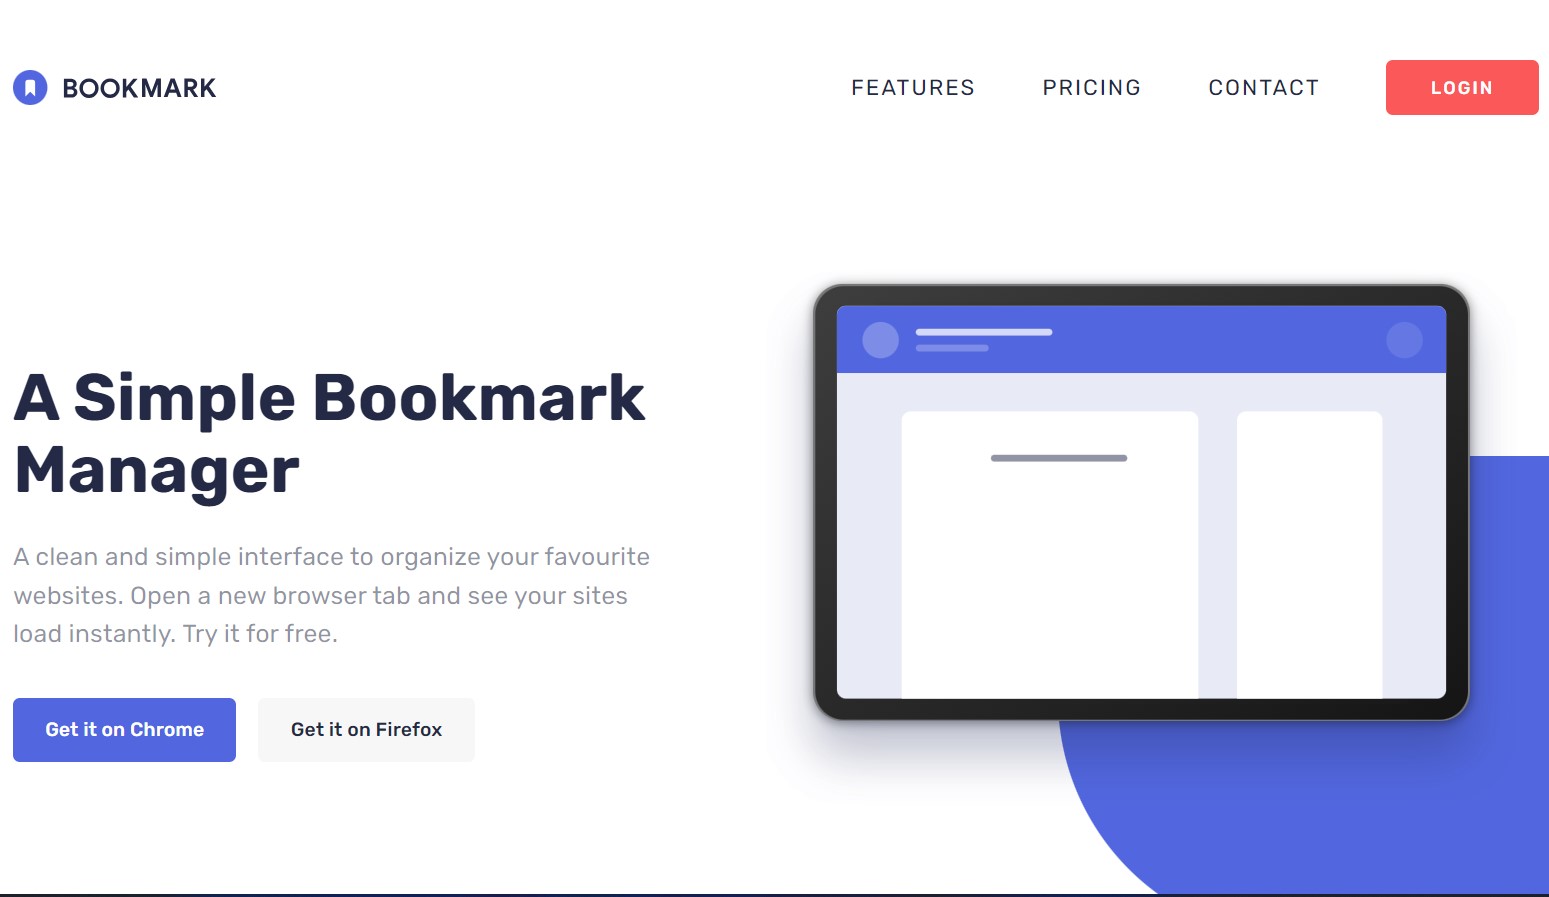 BOOKMARK
FEATURES
PRICING
CONTACT
LOGIN
A Simple Bookmark
Manager
A clean and simple interface to organize your favourite
websites. Open a new browser tab and see your sites
load instantly. Try it for free.
Get it on Chrome
Get it on Firefox